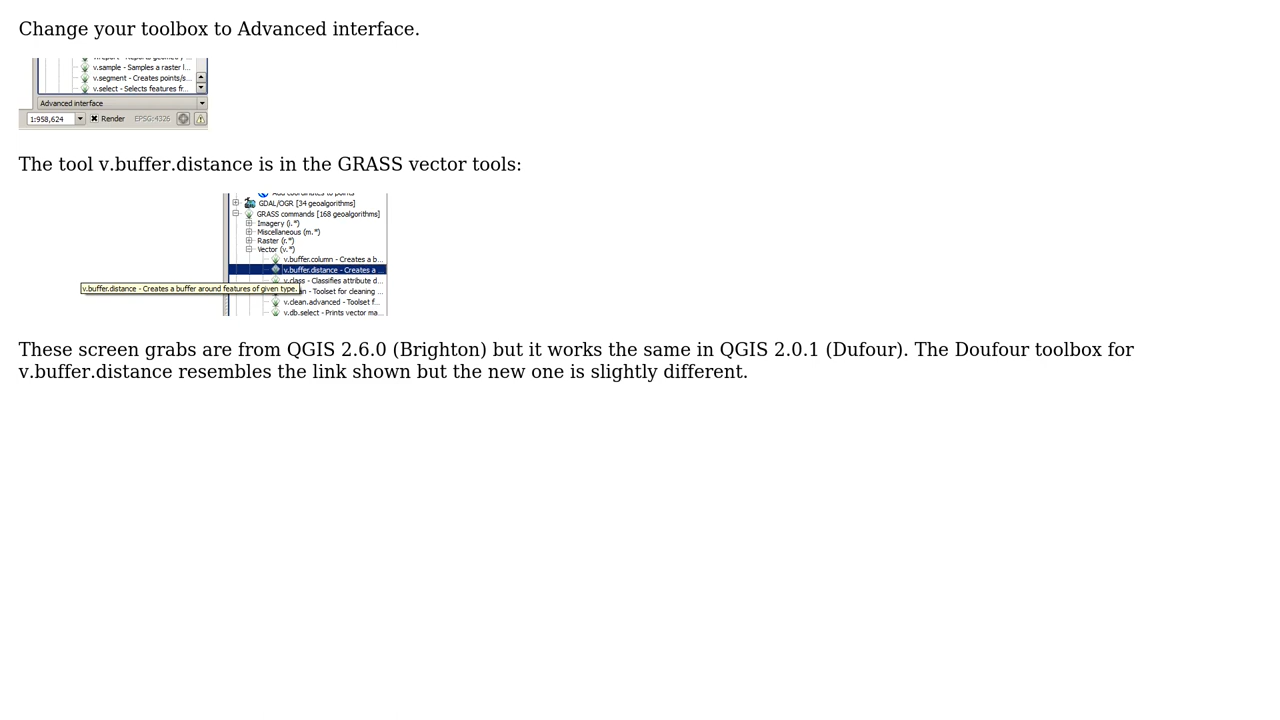 Change your toolbox to Advanced interface.
v.sample - Samples a raster l...
v.segment - Creates points/s...
v.select - Selects features fr...
Advanced interface
1:958,624 Render EPSG:4326
The tool v.buffer.distance is in the GRASS vector tools:
Add coordinates to points
GDAL/OGR [34 geoalgorithms]
GRASS commands [168 geoalgorithms]
Imagery (i.*)
Miscellaneous (m.*)
Raster (r.*)
Vector (v.*)
v.buffer.column - Creates a b...
v.buffer.distance - Creates a ...
v.class - Classifies attribute d...
v.buffer.distance - Creates a buffer around features of given type.
- Toolset for cleaning ...
v.clean.advanced - Toolset f...
v.db.select - Prints vector ma...
These screen grabs are from QGIS 2.6.0 (Brighton) but it works the same in QGIS 2.0.1 (Dufour). The Doufour toolbox for
v.buffer.distance resembles the link shown but the new one is slightly different.